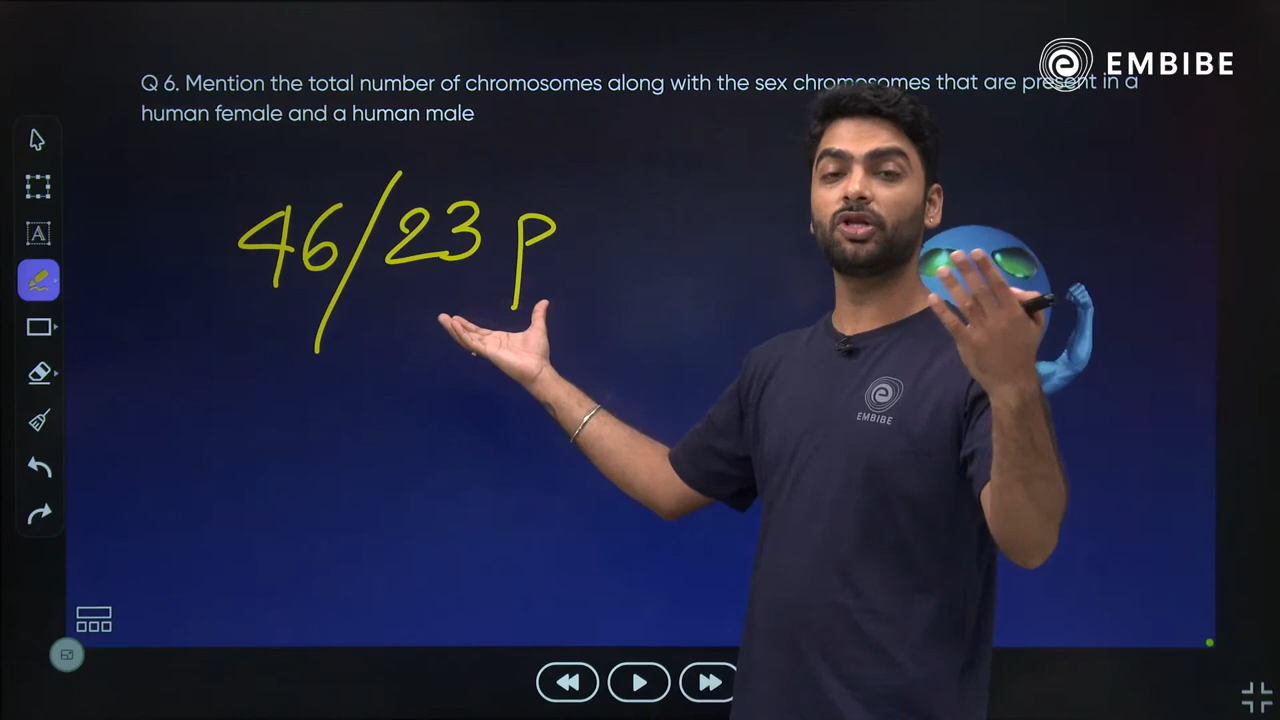 EMBIBE
Q 6. Mention the total number of chromosomes along with the sex chromosomes that are present in a
human female and a human male
46/23 P
A
EMBIBE